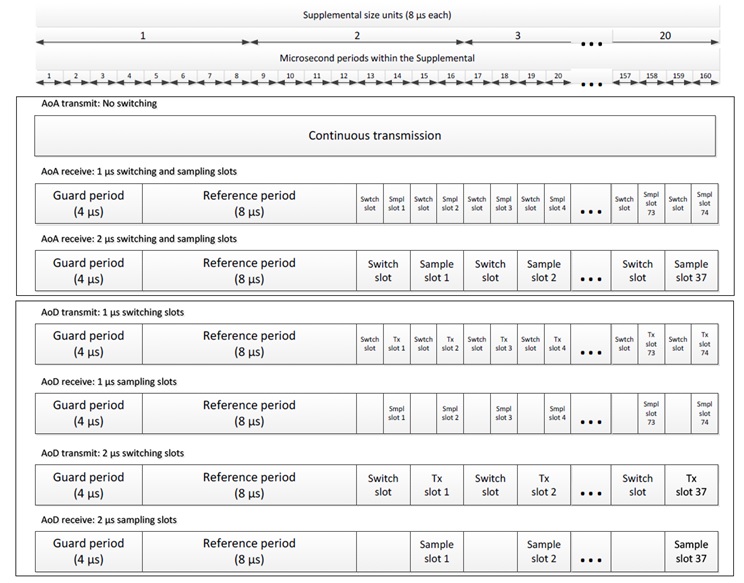 Supplemental size units (8 µs each)
1 2 3 ••• 20
Microsecond periods within the Supplemental
1 2 3 4 5 6 7 8 9 10 11 12 13 14 15 16 17 18 19 20 ••• 157 158 159 160
AoA transmit: No switching
Continuous transmission
AoA receive: 1 µs switching and sampling slots
Guard period Reference period Swtch Smpl Swtch Smpl Swtch Smpl Swtch Smpl ••• Swtch Smpl Swtch Smpl
(4 µs) (8 µs) slot slot 1 slot slot 2 slot slot 3 slot slot 4 slot slot 73 slot slot 74
AoA receive: 2 µs switching and sampling slots
Guard period Reference period Switch Sample Switch Sample ••• Switch Sample
(4 µs) (8 µs) slot slot 1 slot slot 2 slot slot 37
AoD transmit: 1 µs switching slots
Guard period Reference period Swtch Tx Swtch Tx Swtch Tx Swtch Tx ••• Swtch Tx Swtch Tx
(4 µs) (8 µs) slot slot 1 slot slot 2 slot slot 3 slot slot 4 slot slot 73 slot slot 74
AoD receive: 1 µs sampling slots
Guard period Reference period Smpl Smpl Smpl Smpl ••• Smpl Smpl
(4 µs) (8 µs) slot 1 slot 2 slot 3 slot 4 slot 73 slot 74
AoD transmit: 2 µs switching slots
Guard period Reference period Switch Tx Switch Tx ••• Switch Tx
(4 µs) (8 µs) slot slot 1 slot slot 2 slot slot 37
AoD receive: 2 µs sampling slots
Guard period Reference period Sample Sample ••• Sample
(4 µs) (8 µs) slot 1 slot 2 slot 37